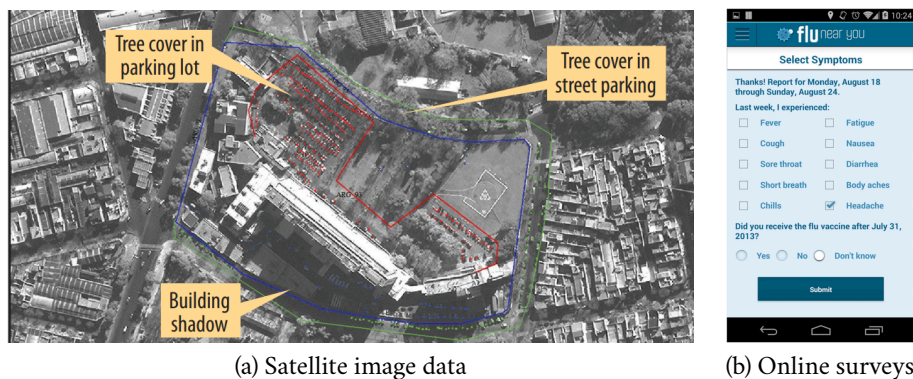 Tree cover in
parking lot
Tree cover in
street parking
Building
shadow
(a) Satellite image data
10:24
flu near you
Select Symptoms
Thanks! Report for Monday, August 18
through Sunday, August 24.
Last week, I experienced:
Fever Fatigue
Cough Nausea
Sore throat Diarrhea
Short breath Body aches
Chills Headache
Did you receive the flu vaccine after July 31,
2013?
Yes No Don't know
Submit
(b) Online surveys